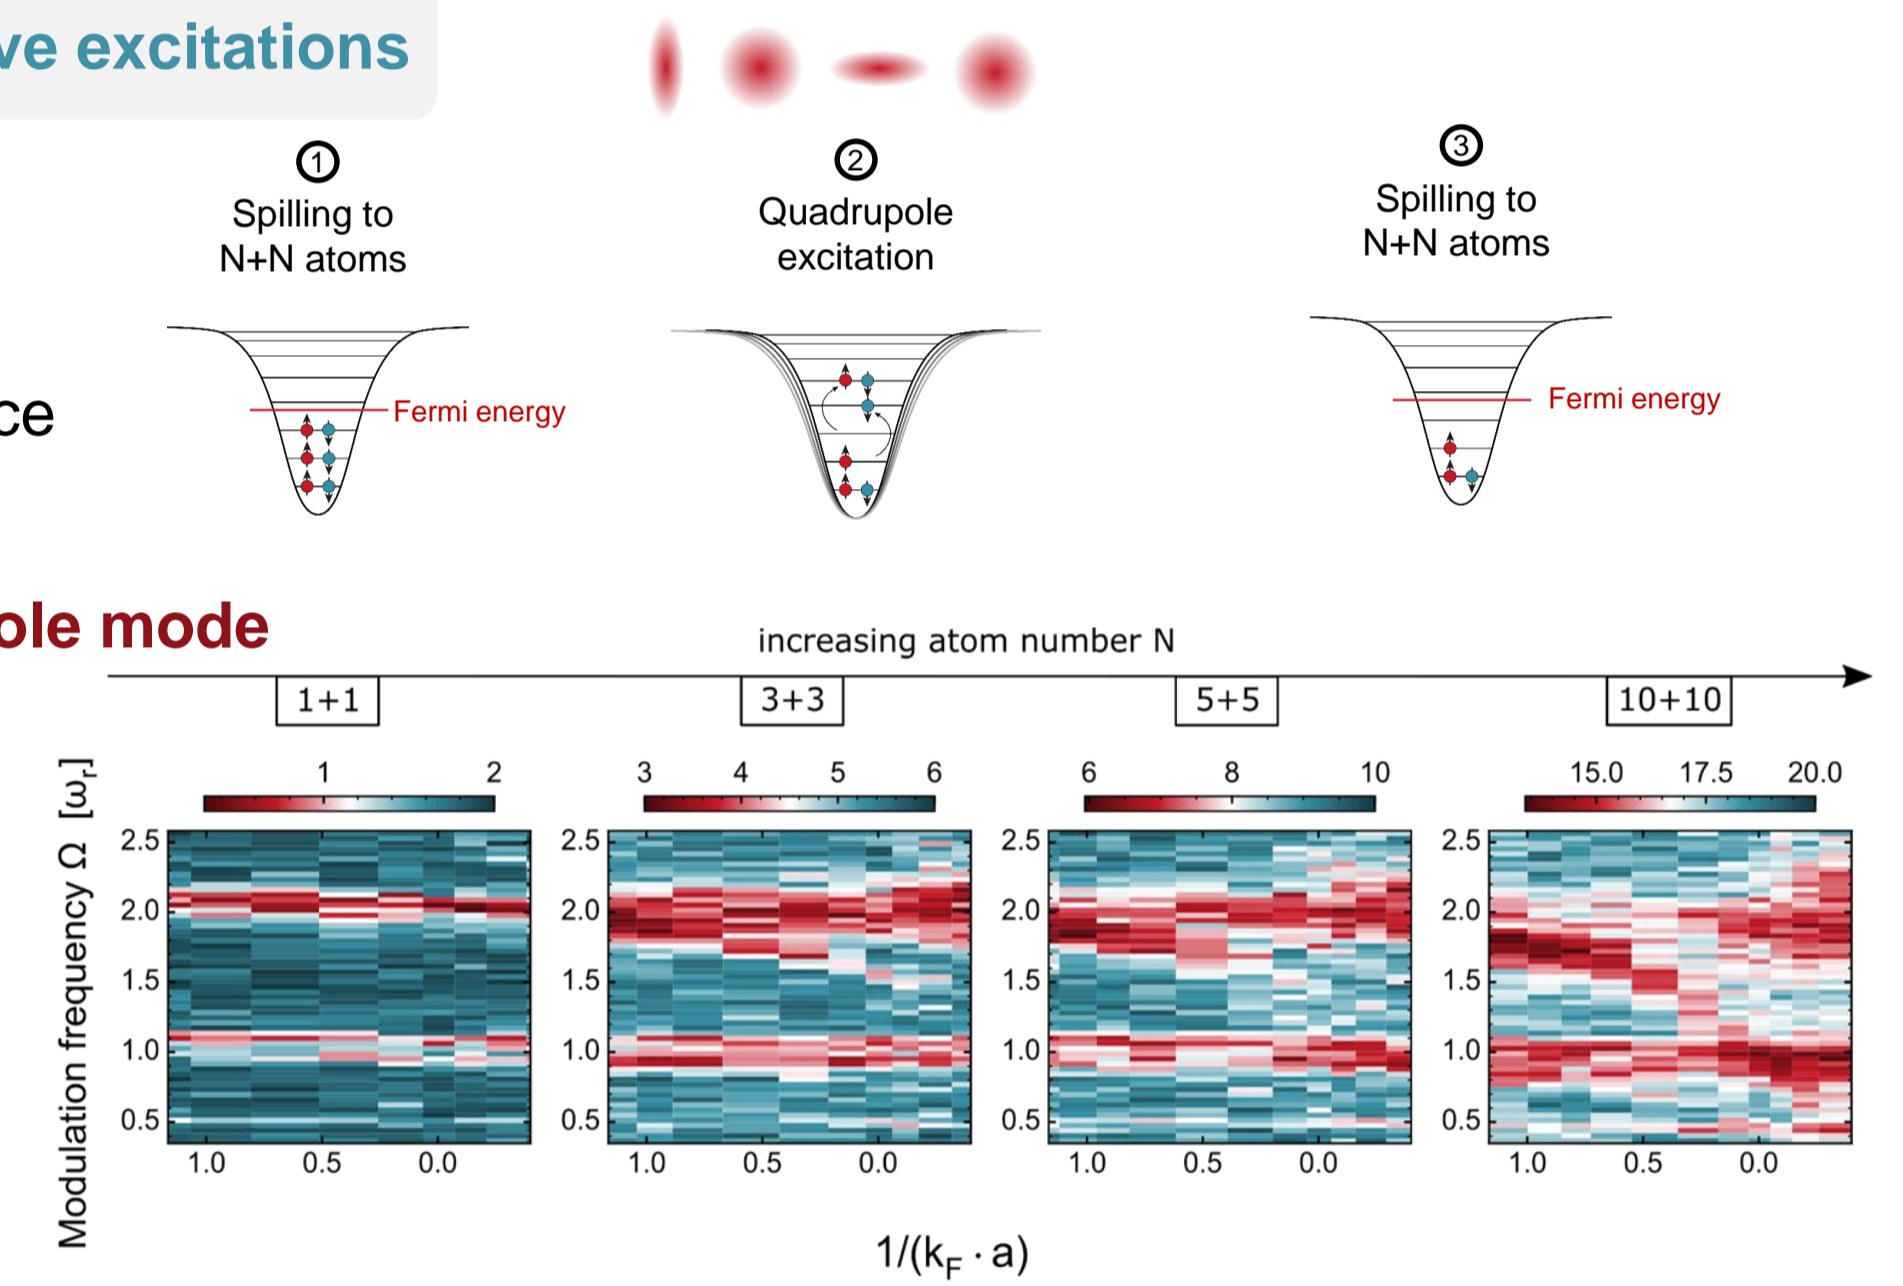 ve excitations
1
Spilling to
N+N atoms
2
Quadrupole
excitation
3
Spilling to
N+N atoms
Fermi energy
Fermi energy
ce
ole mode
increasing atom number N
1+1
3+3
5+5
10+10
1 2
3 4 5 6
6 8 10
15.0 17.5 20.0
Modulation frequency Ω [ωr]
2.5
2.0
1.5
1.0
0.5
1.0 0.5 0.0
2.5
2.0
1.5
1.0
0.5
1.0 0.5 0.0
2.5
2.0
1.5
1.0
0.5
1.0 0.5 0.0
2.5
2.0
1.5
1.0
0.5
1.0 0.5 0.0
1/(kF · a)